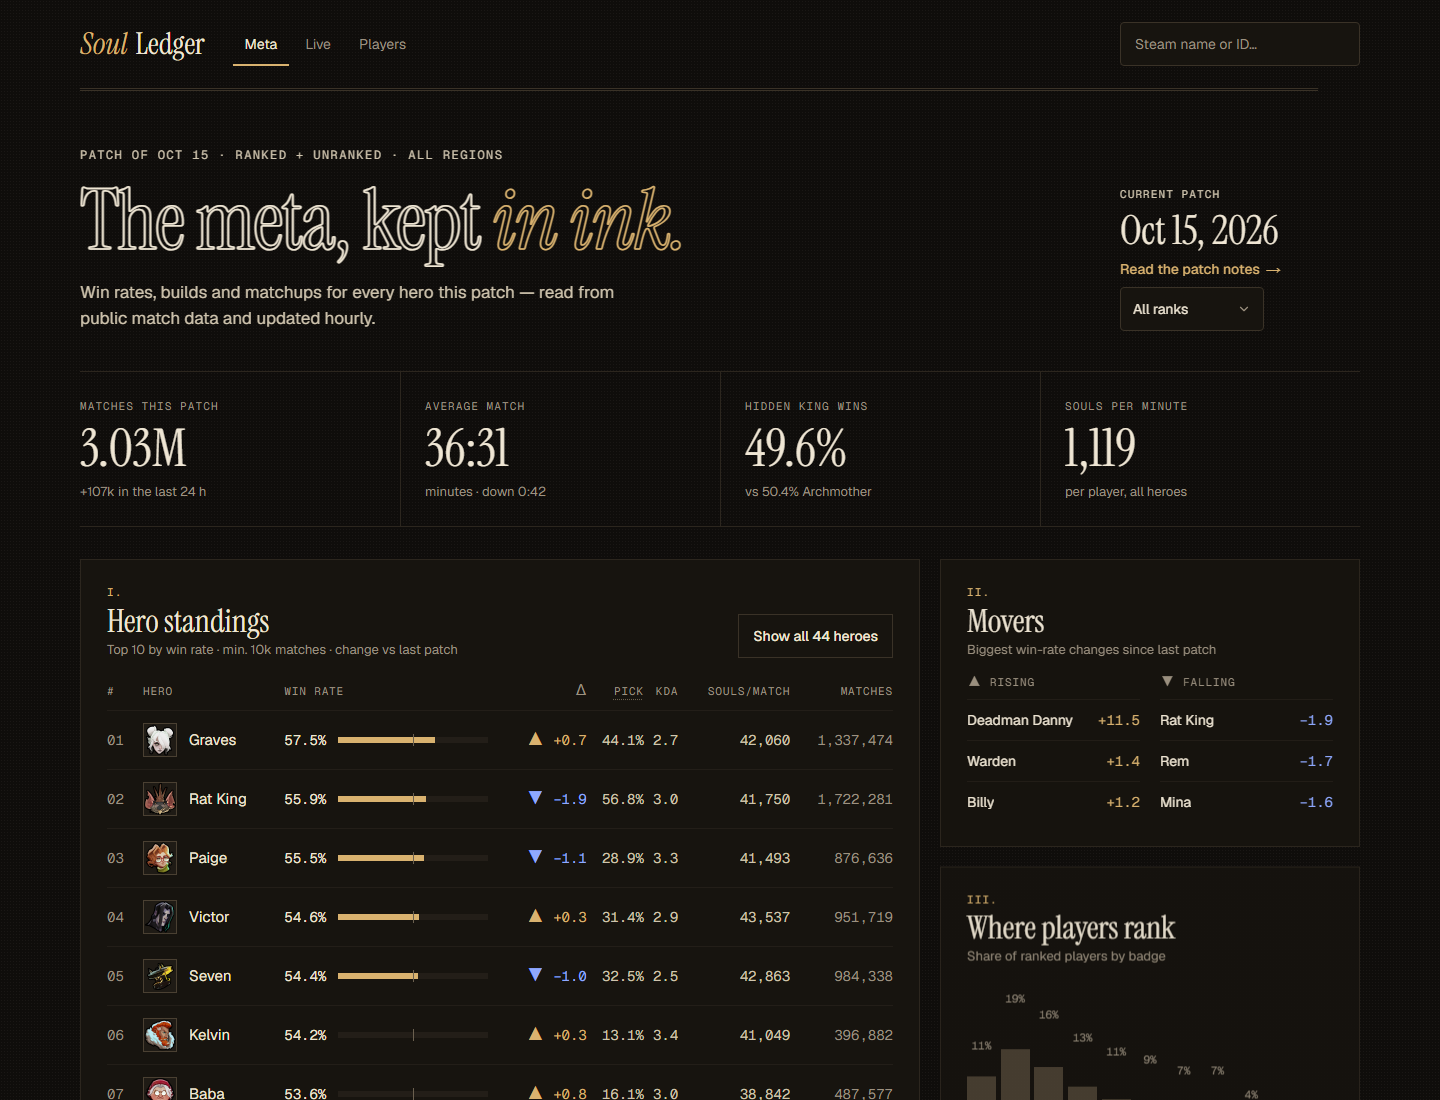 Soul Ledger Meta Live Players Steam name or ID...
PATCH OF OCT 15 · RANKED + UNRANKED · ALL REGIONS
The meta, kept in ink.
Win rates, builds and matchups for every hero this patch — read from
public match data and updated hourly.
CURRENT PATCH
Oct 15, 2026
Read the patch notes →
All ranks
MATCHES THIS PATCH
3.03M
+107k in the last 24 h
AVERAGE MATCH
36:31
minutes · down 0:42
HIDDEN KING WINS
49.6%
vs 50.4% Archmother
SOULS PER MINUTE
1,119
per player, all heroes
I.
Hero standings
Top 10 by win rate · min. 10k matches · change vs last patch
Show all 44 heroes
# HERO WIN RATE Δ PICK KDA SOULS/MATCH MATCHES
01 Graves 57.5% ▲ +0.7 44.1% 2.7 42,060 1,337,474
02 Rat King 55.9% ▼ −1.9 56.8% 3.0 41,750 1,722,281
03 Paige 55.5% ▼ −1.1 28.9% 3.3 41,493 876,636
04 Victor 54.6% ▲ +0.3 31.4% 2.9 43,537 951,719
05 Seven 54.4% ▼ −1.0 32.5% 2.5 42,863 984,338
06 Kelvin 54.2% ▲ +0.3 13.1% 3.4 41,049 396,882
07 Baba 53.6% ▲ +0.8 16.1% 3.0 38,842 487,577
II.
Movers
Biggest win-rate changes since last patch
▲ RISING ▼ FALLING
Deadman Danny +11.5 Rat King −1.9
Warden +1.4 Rem −1.7
Billy +1.2 Mina −1.6
III.
Where players rank
Share of ranked players by badge
11% 19% 16% 13% 11% 9% 7% 7% 4%